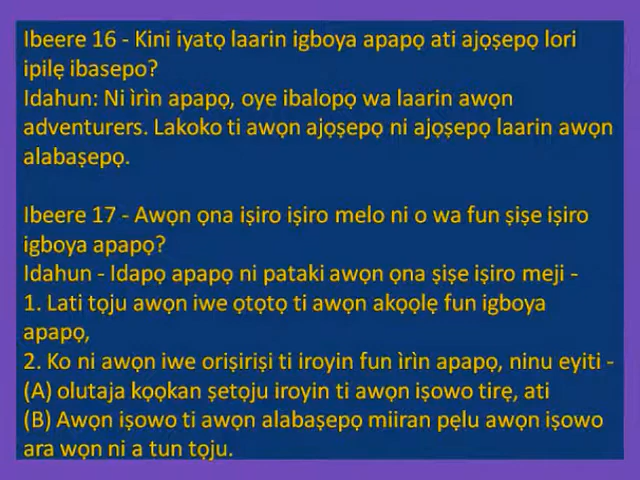 Ibeere 16 - Kini iyatọ laarin igboya apapọ ati ajọṣepọ lori
ipilẹ ibasepo?
Idahun: Ni ìrìn apapọ, oye ibalopọ wa laarin awọn
adventurers. Lakoko ti awọn ajọṣepọ ni ajọṣepọ laarin awọn
alabaṣepọ.
Ibeere 17 - Awọn ọna iṣiro iṣiro melo ni o wa fun ṣiṣe iṣiro
igboya apapọ?
Idahun - Idapọ apapọ ni pataki awọn ọna ṣiṣe iṣiro meji -
1. Lati tọju awọn iwe ọtọtọ ti awọn akọọlẹ fun igboya
apapọ,
2. Ko ni awọn iwe oriṣiriṣi ti iroyin fun ìrìn apapọ, ninu eyiti -
(A) olutaja kọọkan ṣetọju iroyin ti awọn iṣowo tirẹ, ati
(B) Awọn iṣowo ti awọn alabaṣepọ miiran pẹlu awọn iṣowo
ara wọn ni a tun tọju.